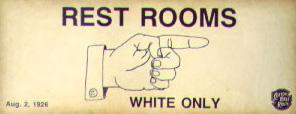 REST ROOMS
WHITE ONLY
Aug. 2, 1926